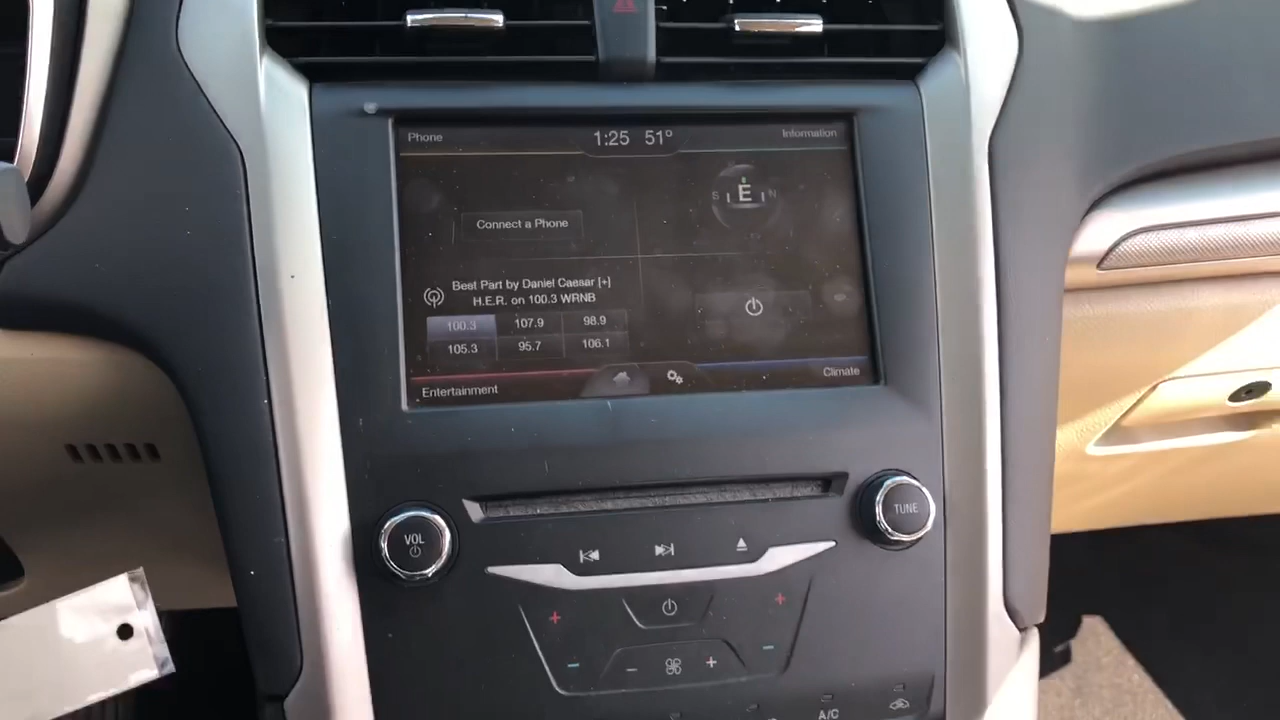 Phone
1:25 51°
Information
S E N
Connect a Phone
Best Part by Daniel Caesar [+]
H.E.R. on 100.3 WRNB
100.3 107.9 98.9
105.3 95.7 106.1
Entertainment
Climate
VOL
TUNE
A/C